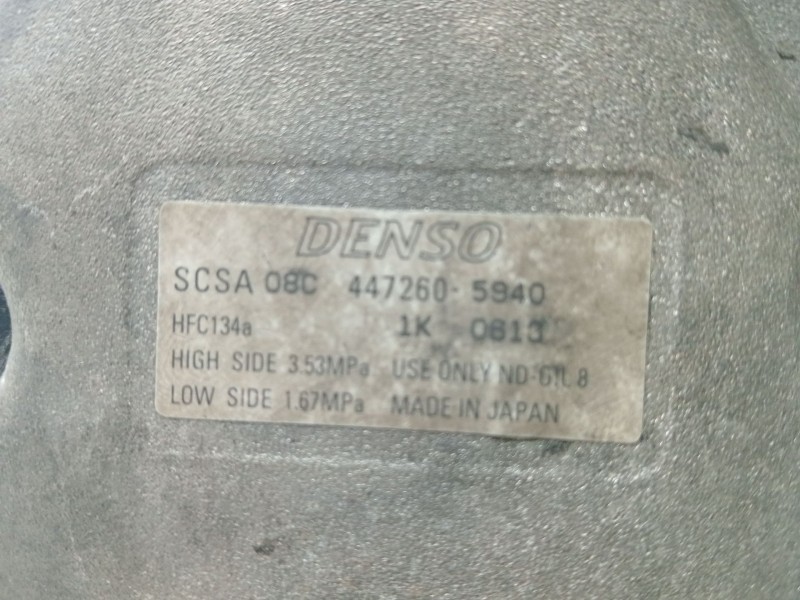 DENSO
SCSA 08C 447260-5940
HFC134a 1K
HIGH SIDE 3.53MPa USE ONLY ND-OIL 8
LOW SIDE 1.67MPa MADE IN JAPAN